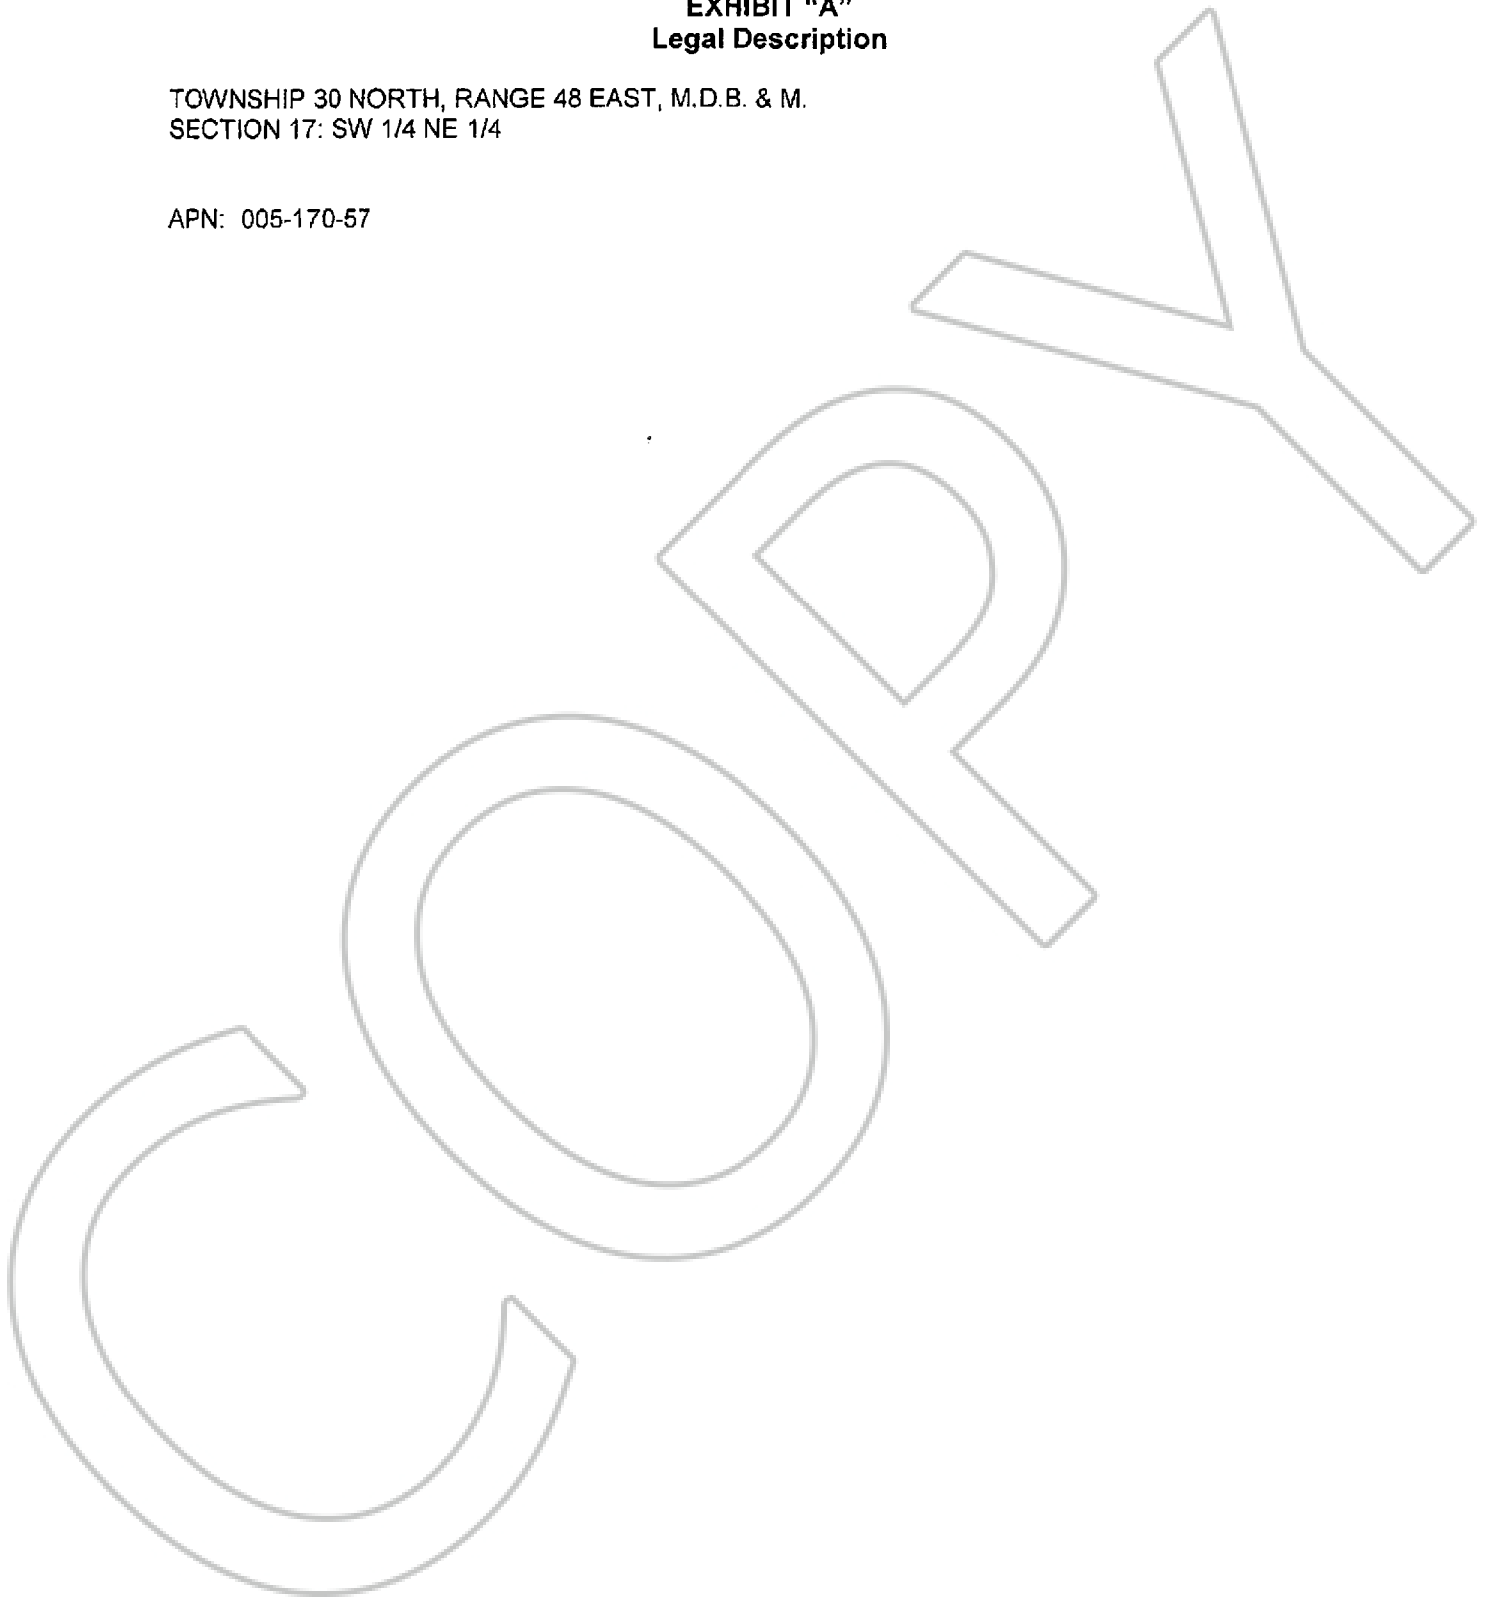 EXHIBIT "A"
Legal Description
TOWNSHIP 30 NORTH, RANGE 48 EAST, M.D.B. & M.
SECTION 17: SW 1/4 NE 1/4
APN: 005-170-57
COPY